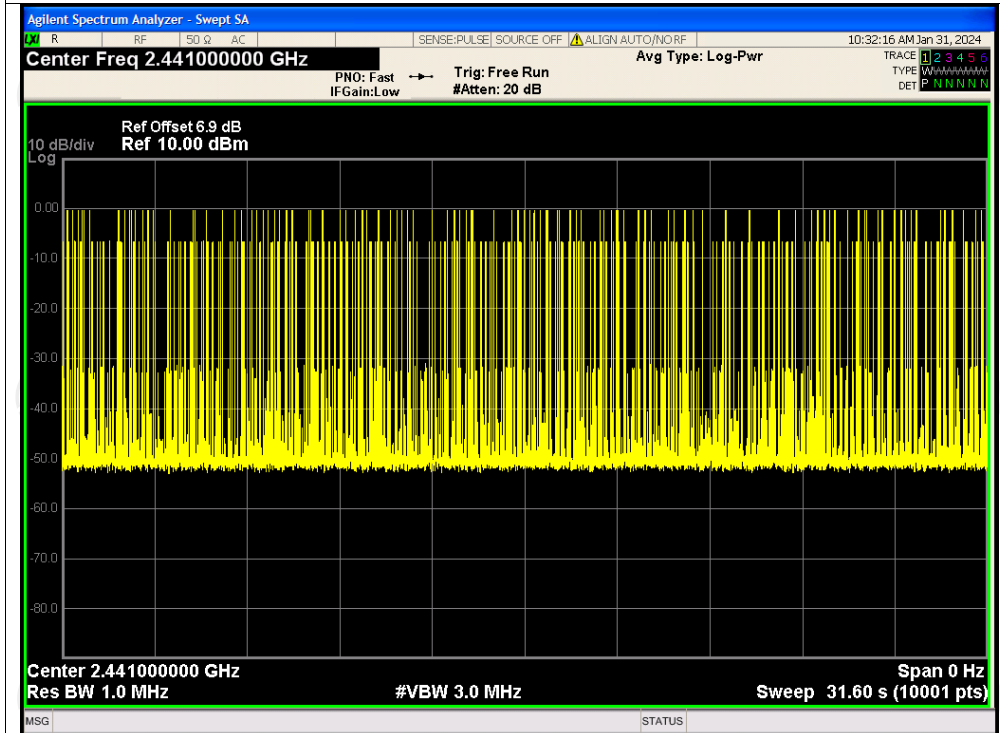 Agilent Spectrum Analyzer - Swept SA
LXI R RF 50 Ω AC SENSE:PULSE SOURCE OFF ALIGN AUTO/NO RF 10:32:16 AM Jan 31, 2024
Center Freq 2.441000000 GHz Avg Type: Log-Pwr TRACE 1 2 3 4 5 6
PNO: Fast Trig: Free Run TYPE W
IFGain:Low #Atten: 20 dB DET P N N N N N
Ref Offset 6.9 dB
10 dB/div Ref 10.00 dBm
Log
0.00
-10.0
-20.0
-30.0
-40.0
-50.0
-60.0
-70.0
-80.0
Center 2.441000000 GHz Span 0 Hz
Res BW 1.0 MHz #VBW 3.0 MHz Sweep 31.60 s (10001 pts)
MSG STATUS